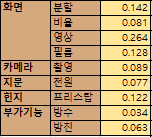 화면 분할 0.142
비율 0.081
영상 0.264
필름 0.128
카메라 촬영 0.089
지문 전원 0.077
힌지 프리스탑 0.122
부가기능 방수 0.034
방진 0.063